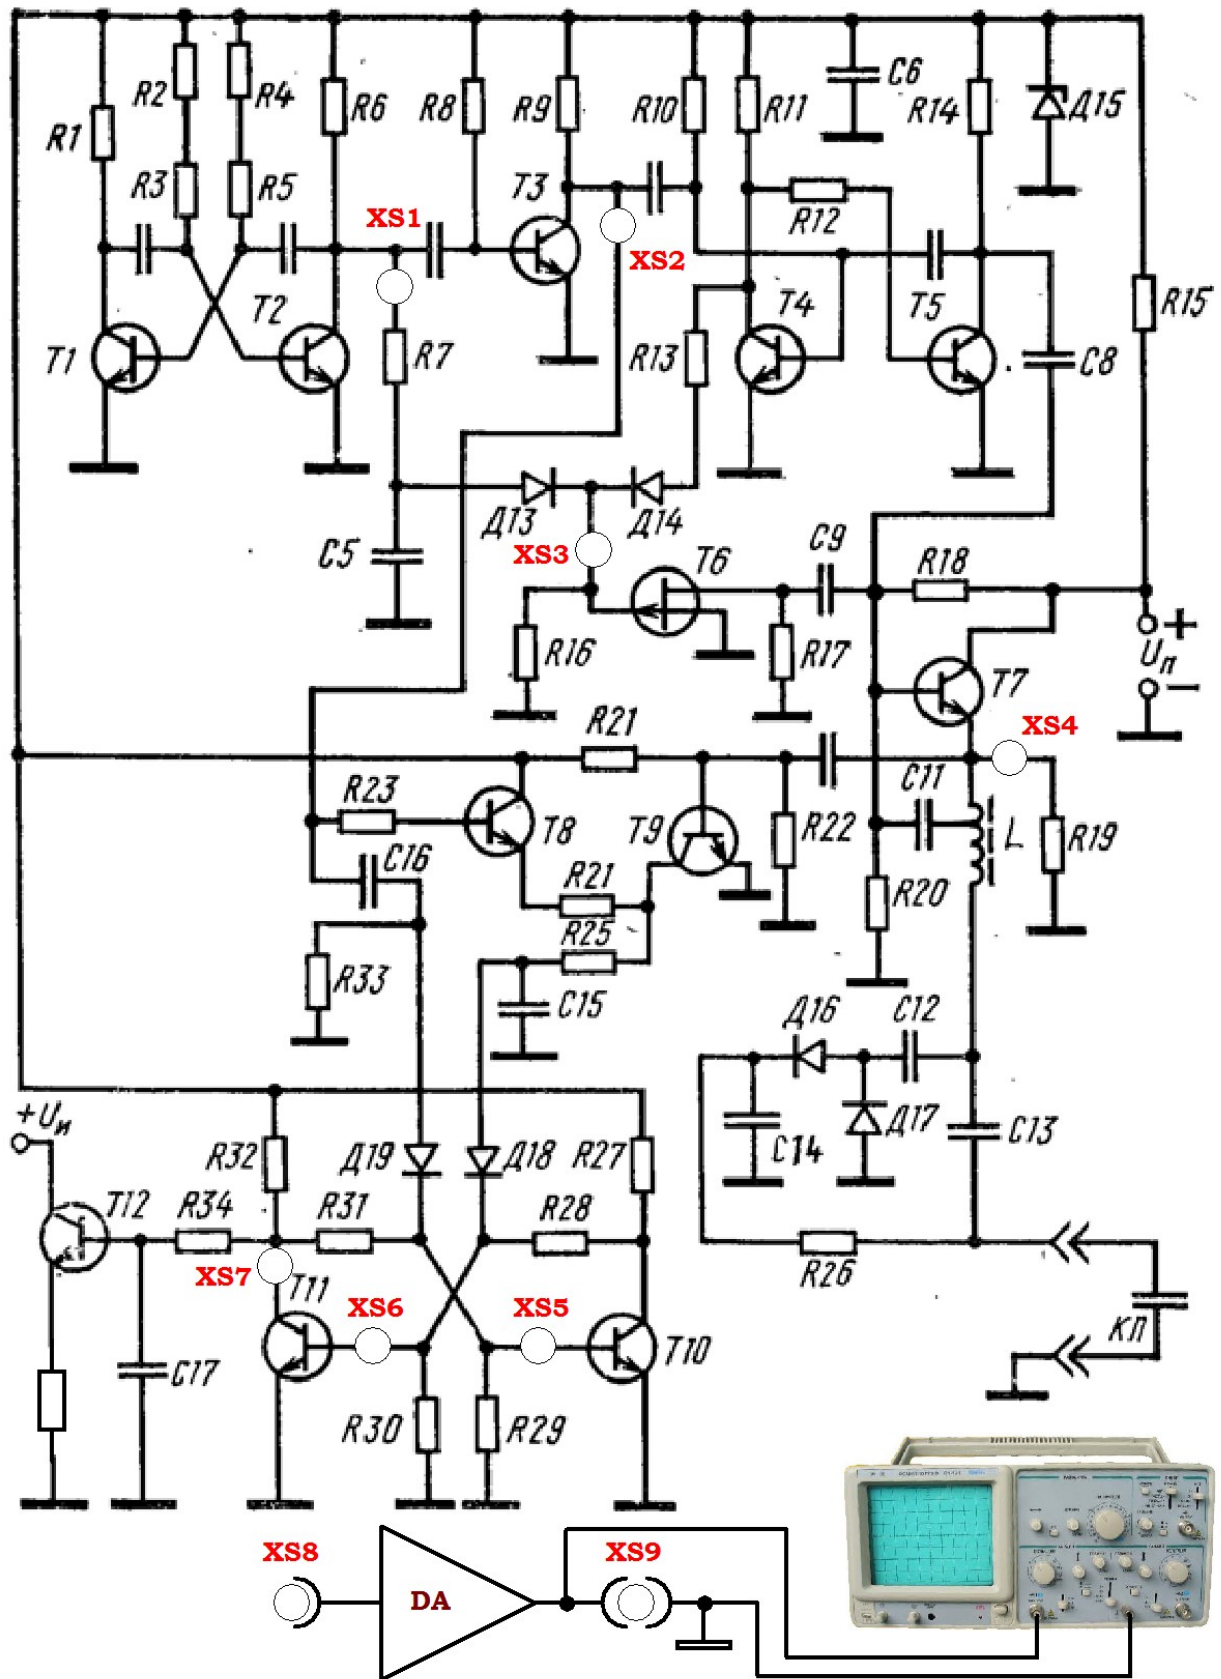 R1
R2
R4
R6
R8
R9
R10
R11
C6
R14
Д15
R3
R5
T3
XS1
R12
XS2
T2
T4
T5
R15
T1
R7
R13
C8
Д13
Д14
C5
XS3
T6
C9
R18
R16
R17
+
Uп
−
T7
R21
XS4
R23
T8
T9
R22
C11
L
R19
C16
R21
R20
R25
R33
C15
Д16
C12
+Uи
C14
Д17
C13
R32
Д19
Д18
R27
T12
R34
R31
R28
R26
XS7
T11
XS6
XS5
T10
КП
C17
R30
R29
XS8
XS9
DA